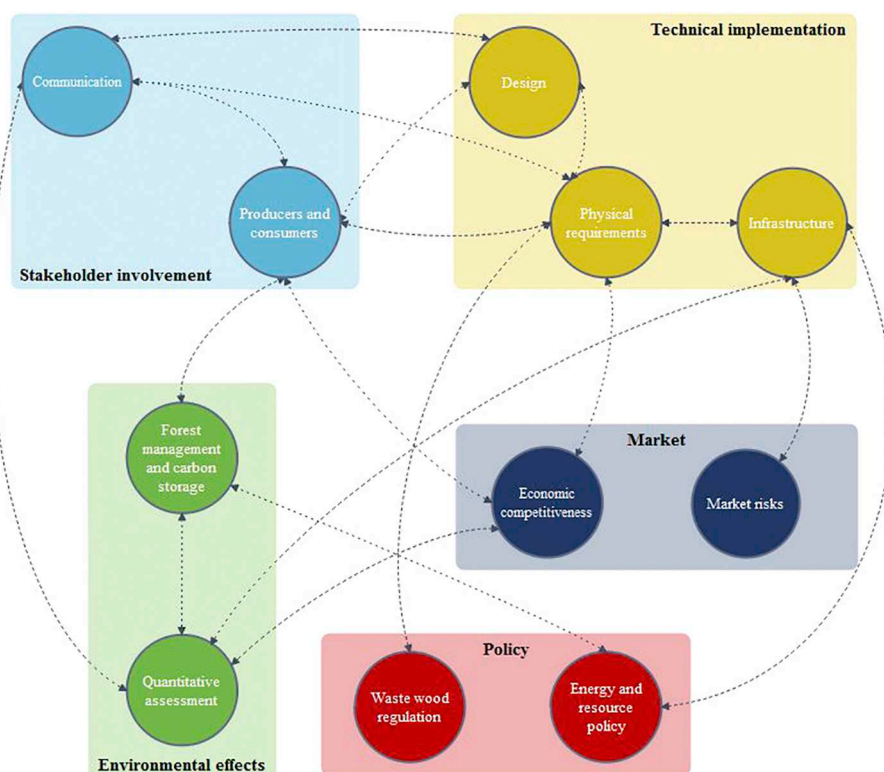 Communication
Producers and
consumers
Stakeholder involvement
Technical implementation
Design
Physical
requirements
Infrastructure
Forest
management
and carbon
storage
Quantitative
assessment
Environmental effects
Market
Economic
competitiveness
Market risks
Policy
Waste wood
regulation
Energy and
resource
policy